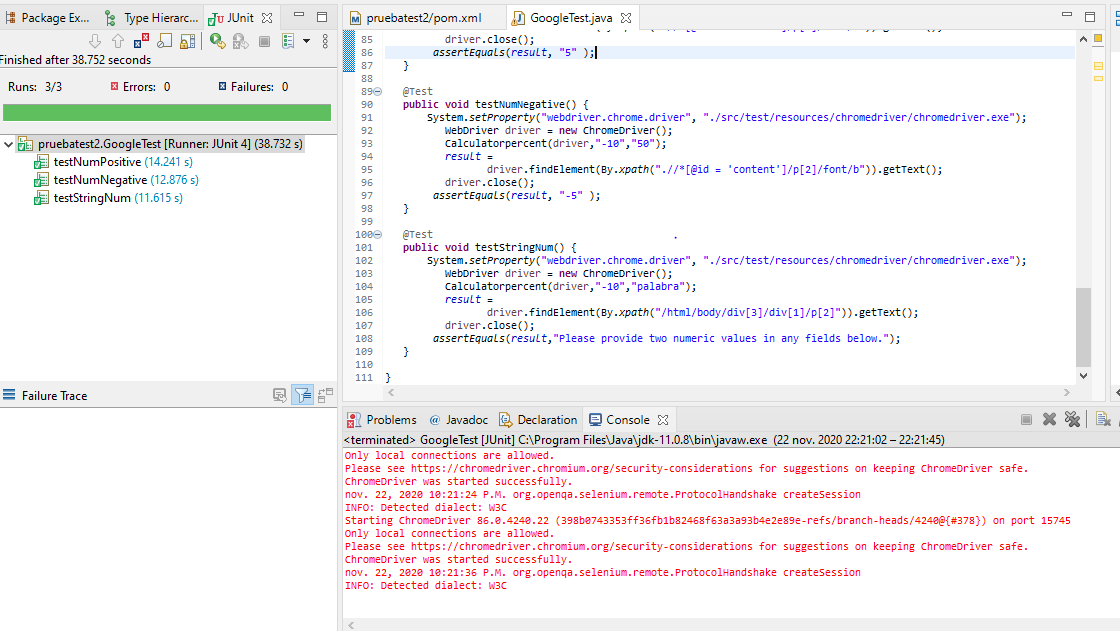 Package Ex... Type Hierarc... JUnit
Finished after 38.752 seconds
Runs: 3/3 Errors: 0 Failures: 0
pruebatest2.GoogleTest [Runner: JUnit 4] (38.732 s)
testNumPositive (14.241 s)
testNumNegative (12.876 s)
testStringNum (11.615 s)
Failure Trace
pruebatest2/pom.xml GoogleTest.java
85 driver.close();
86 assertEquals(result, "5" );
87 }
88
89 @Test
90 public void testNumNegative() {
91 System.setProperty("webdriver.chrome.driver", "./src/test/resources/chromedriver/chromedriver.exe");
92 WebDriver driver = new ChromeDriver();
93 Calculatorpercent(driver,"-10","50");
94 result =
95 driver.findElement(By.xpath(".//*[@id = 'content']/p[2]/font/b")).getText();
96 driver.close();
97 assertEquals(result, "-5" );
98 }
99
100 @Test
101 public void testStringNum() {
102 System.setProperty("webdriver.chrome.driver", "./src/test/resources/chromedriver/chromedriver.exe");
103 WebDriver driver = new ChromeDriver();
104 Calculatorpercent(driver,"-10","palabra");
105 result =
106 driver.findElement(By.xpath("/html/body/div[3]/div[1]/p[2]")).getText();
107 driver.close();
108 assertEquals(result,"Please provide two numeric values in any fields below.");
109 }
110
111 }
Problems @ Javadoc Declaration Console
<terminated> GoogleTest [JUnit] C:\Program Files\Java\jdk-11.0.8\bin\javaw.exe (22 nov. 2020 22:21:02 – 22:21:45)
Only local connections are allowed.
Please see https://chromedriver.chromium.org/security-considerations for suggestions on keeping ChromeDriver safe.
ChromeDriver was started successfully.
nov. 22, 2020 10:21:24 P.M. org.openqa.selenium.remote.ProtocolHandshake createSession
INFO: Detected dialect: W3C
Starting ChromeDriver 86.0.4240.22 (398b0743353ff36fb1b82468f63a3a93b4e2e89e-refs/branch-heads/4240@{#378}) on port 15745
Only local connections are allowed.
Please see https://chromedriver.chromium.org/security-considerations for suggestions on keeping ChromeDriver safe.
ChromeDriver was started successfully.
nov. 22, 2020 10:21:36 P.M. org.openqa.selenium.remote.ProtocolHandshake createSession
INFO: Detected dialect: W3C